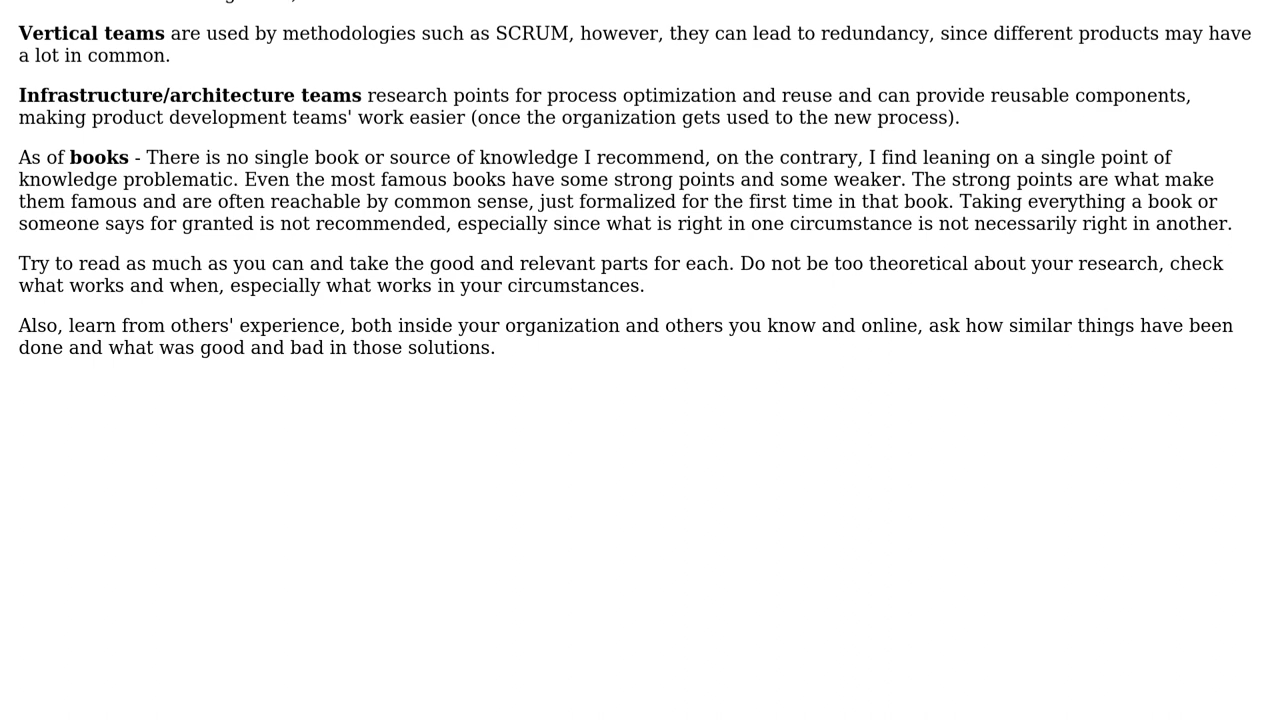 Vertical teams are used by methodologies such as SCRUM, however, they can lead to redundancy, since different products may have
a lot in common.
Infrastructure/architecture teams research points for process optimization and reuse and can provide reusable components,
making product development teams' work easier (once the organization gets used to the new process).
As of books - There is no single book or source of knowledge I recommend, on the contrary, I find leaning on a single point of
knowledge problematic. Even the most famous books have some strong points and some weaker. The strong points are what make
them famous and are often reachable by common sense, just formalized for the first time in that book. Taking everything a book or
someone says for granted is not recommended, especially since what is right in one circumstance is not necessarily right in another.
Try to read as much as you can and take the good and relevant parts for each. Do not be too theoretical about your research, check
what works and when, especially what works in your circumstances.
Also, learn from others' experience, both inside your organization and others you know and online, ask how similar things have been
done and what was good and bad in those solutions.